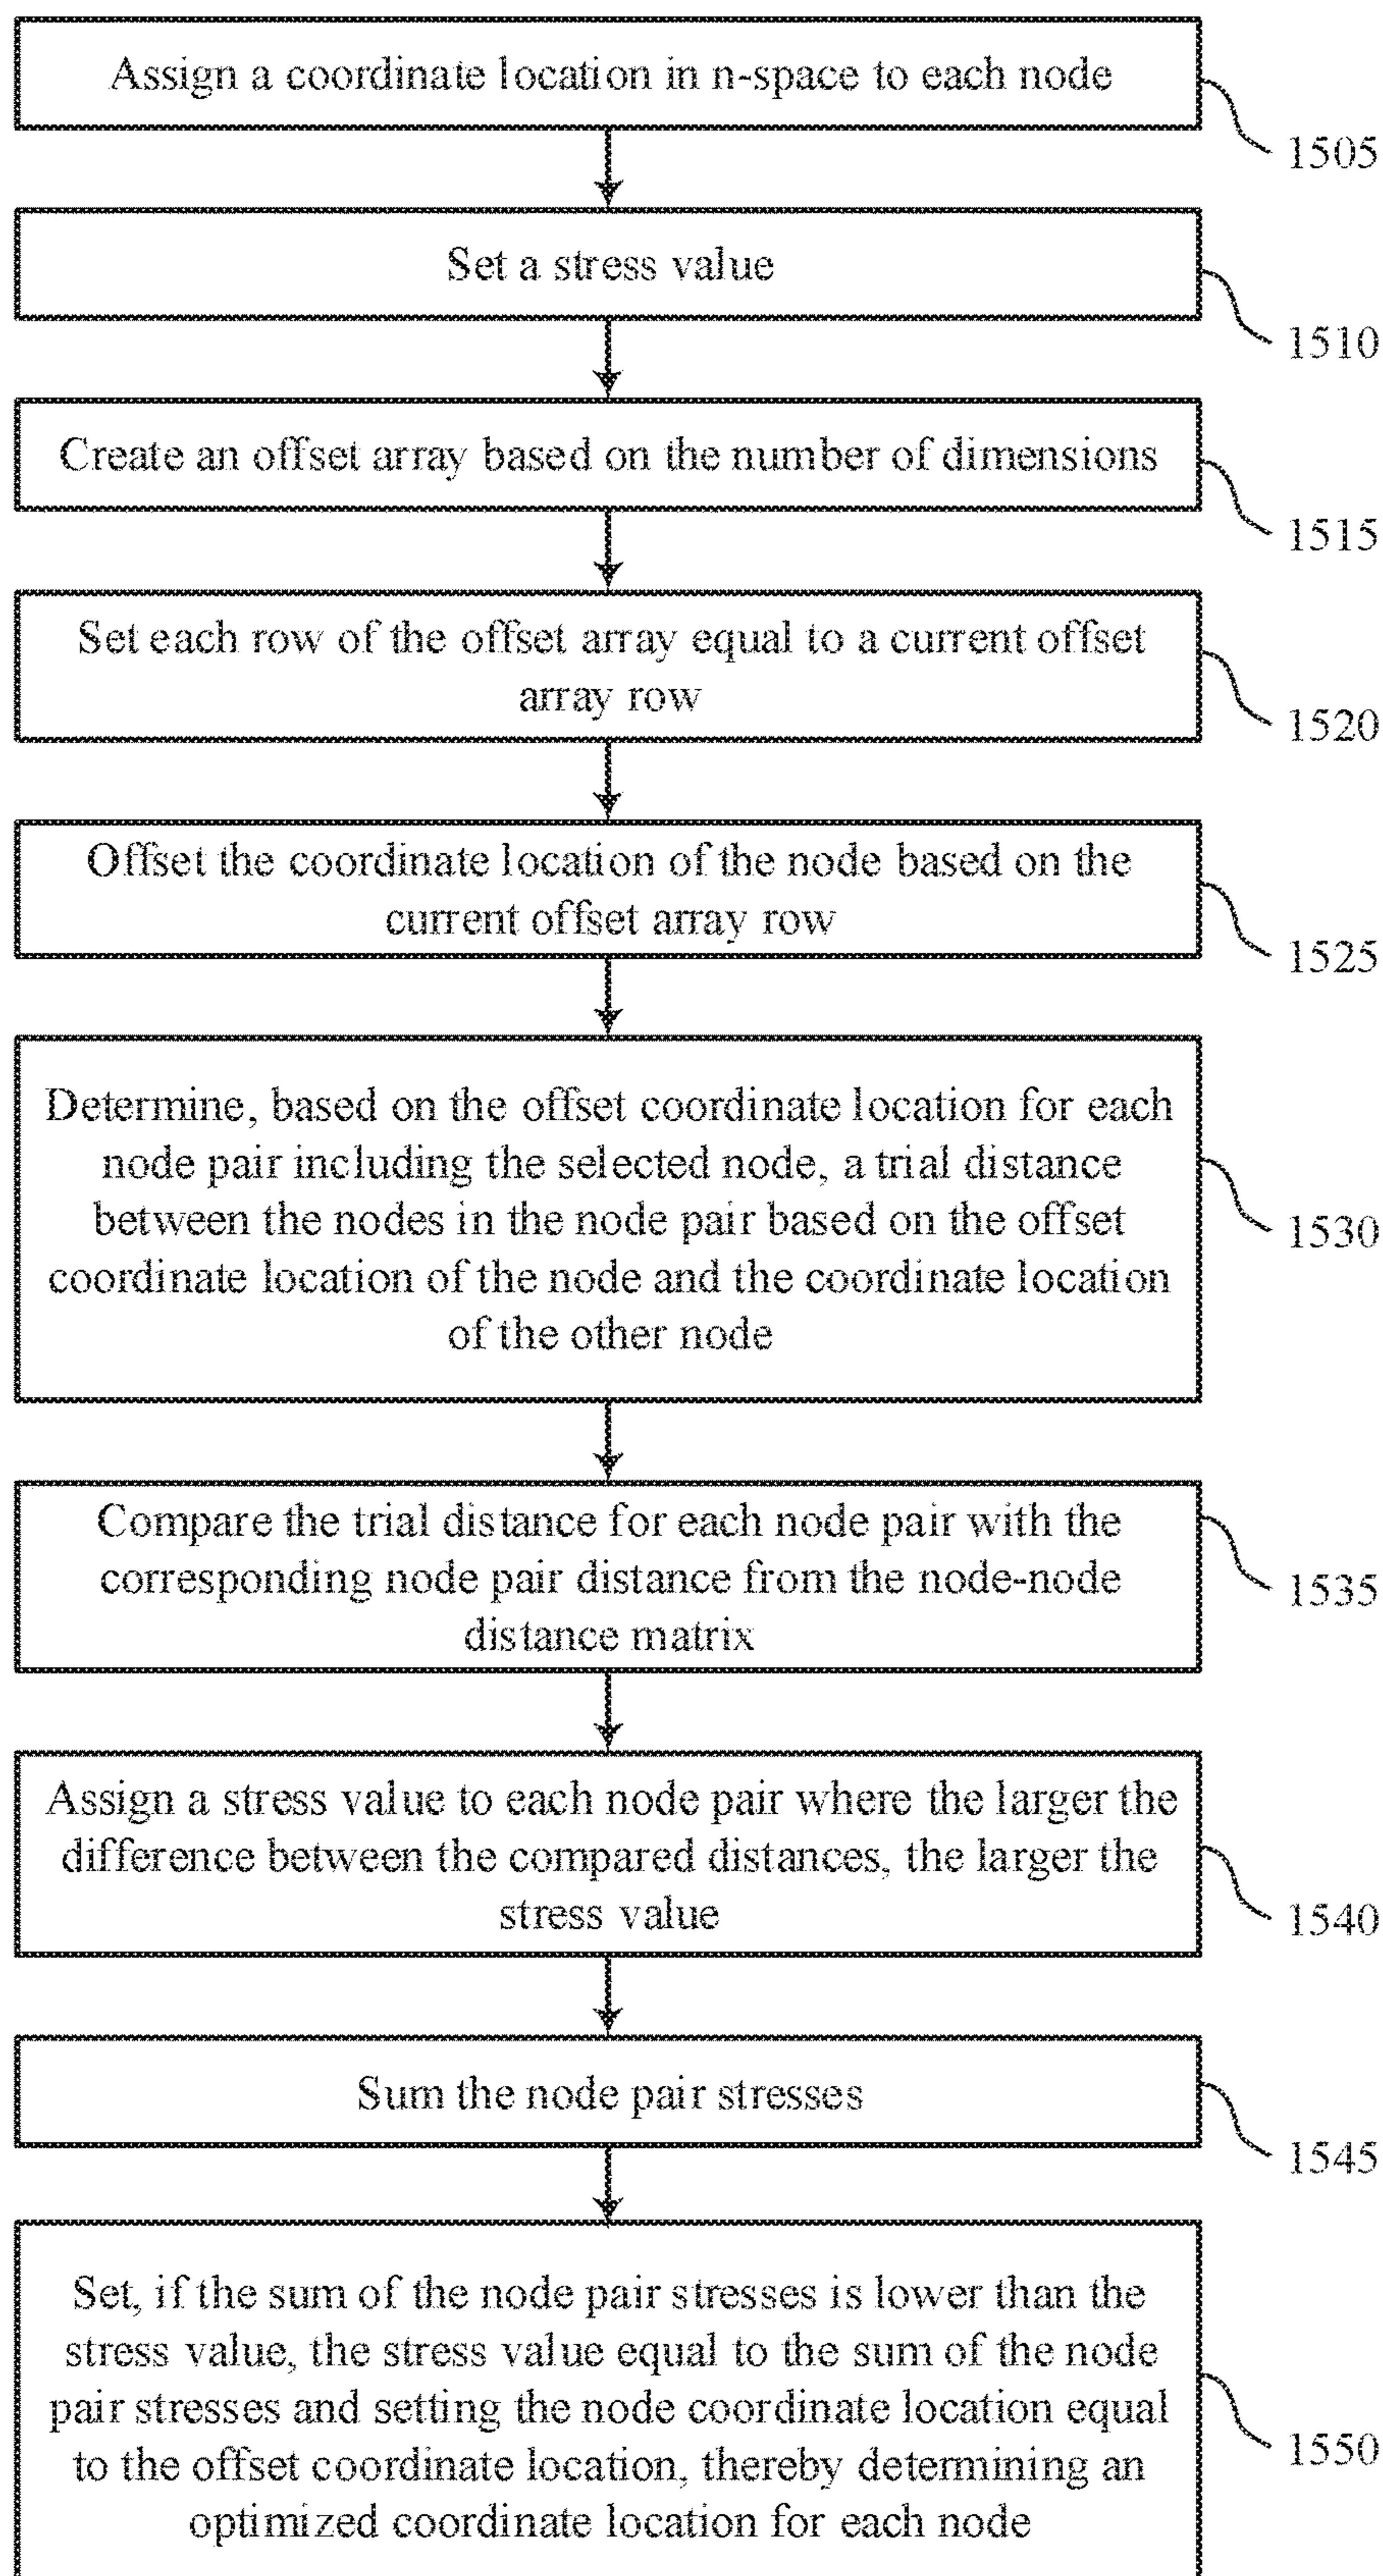 Assign a coordinate location in n-space to each node
1505
Set a stress value
1510
Create an offset array based on the number of dimensions
1515
Set each row of the offset array equal to a current offset
array row
1520
Offset the coordinate location of the node based on the
current offset array row
1525
Determine, based on the offset coordinate location for each
node pair including the selected node, a trial distance
between the nodes in the node pair based on the offset
coordinate location of the node and the coordinate location
of the other node
1530
Compare the trial distance for each node pair with the
corresponding node pair distance from the node-node
distance matrix
1535
Assign a stress value to each node pair where the larger the
difference between the compared distances, the larger the
stress value
1540
Sum the node pair stresses
1545
Set, if the sum of the node pair stresses is lower than the
stress value, the stress value equal to the sum of the node
pair stresses and setting the node coordinate location equal
to the offset coordinate location, thereby determining an
optimized coordinate location for each node
1550